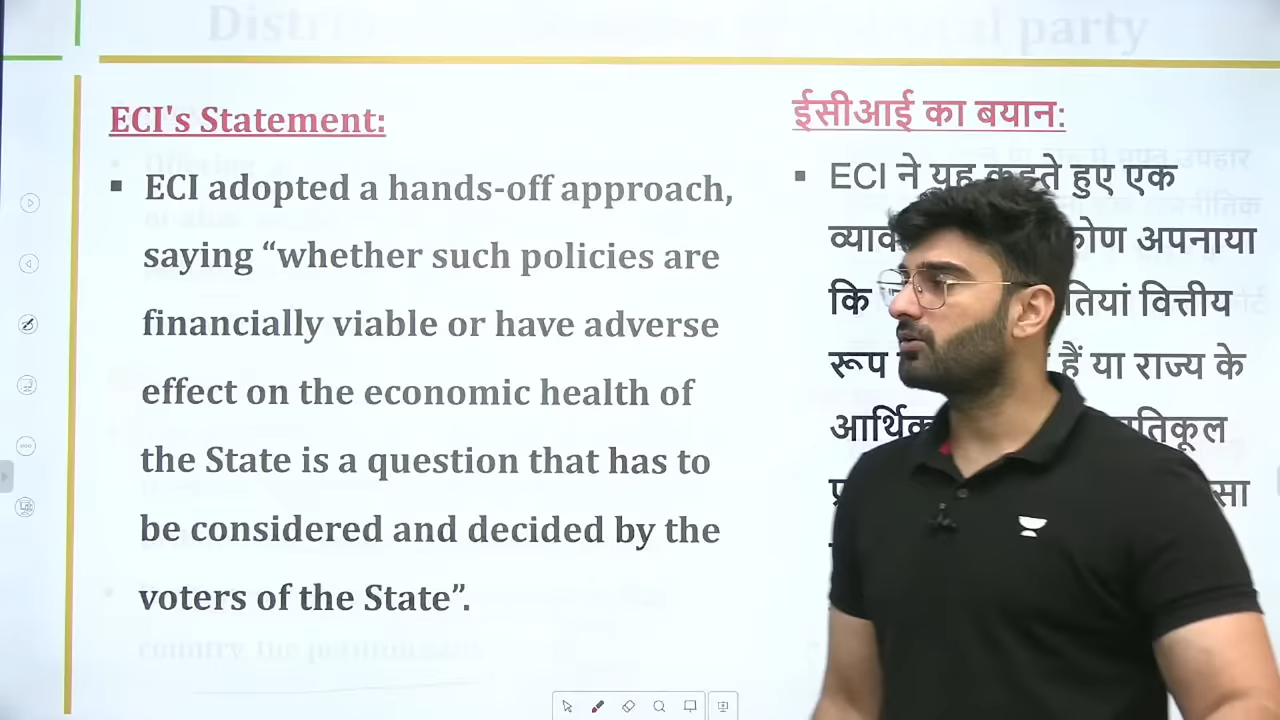 ECI's Statement:
▪ ECI adopted a hands-off approach,
saying “whether such policies are
financially viable or have adverse
effect on the economic health of
the State is a question that has to
be considered and decided by the
voters of the State”.
ईसीआई का बयान:
▪ ECI ने यह कहते हुए एक
अपनाया
कि वित्तीय
रूप हैं या राज्य के